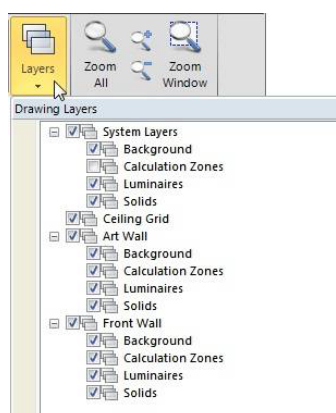 Layers
Zoom All
Zoom Window
Drawing Layers
System Layers
Background
Calculation Zones
Luminaires
Solids
Ceiling Grid
Art Wall
Background
Calculation Zones
Luminaires
Solids
Front Wall
Background
Calculation Zones
Luminaires
Solids